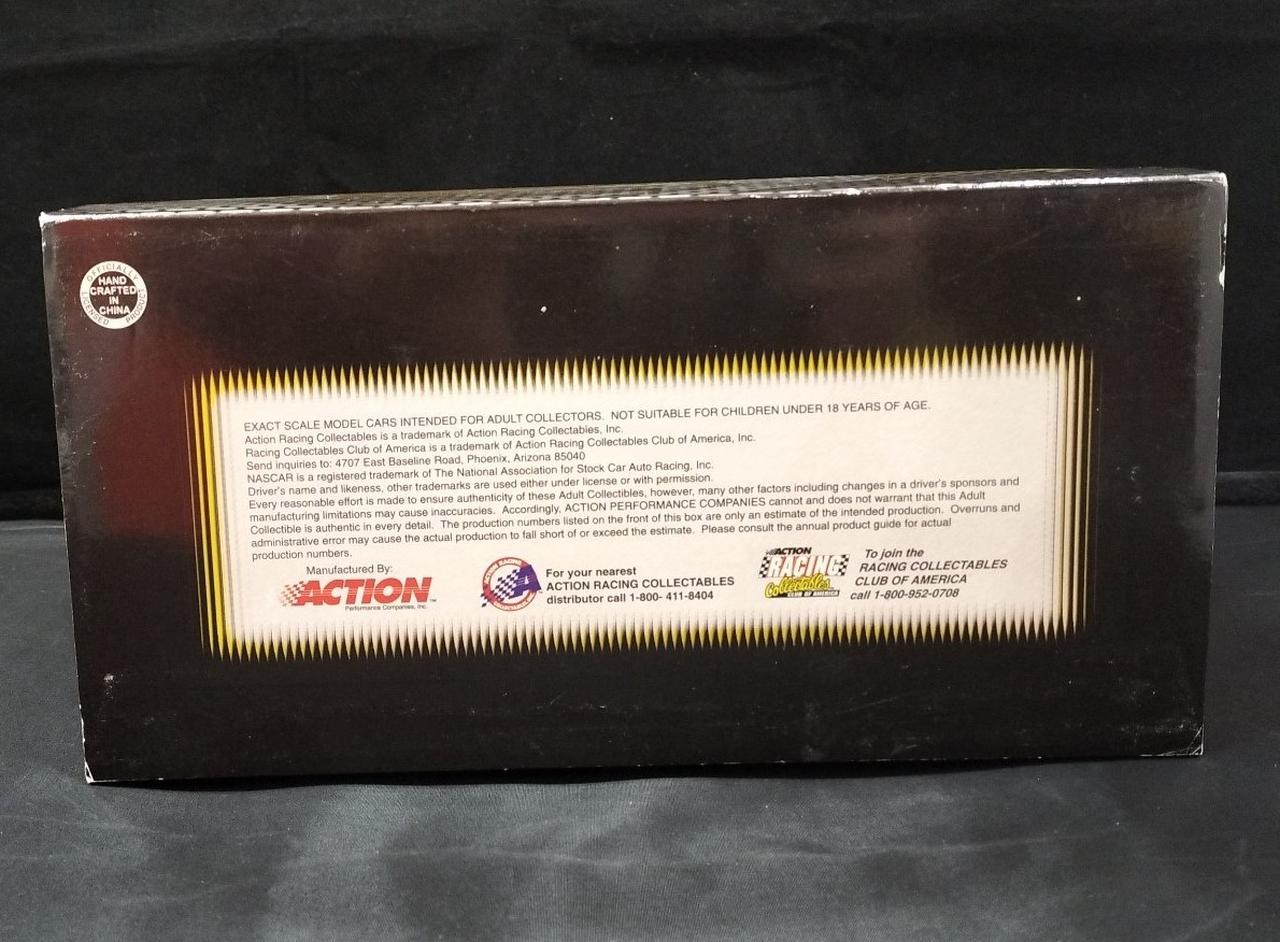 OFFICIALLY
HAND
CRAFTED
IN
CHINA
LICENSED PRODUCT
EXACT SCALE MODEL CARS INTENDED FOR ADULT COLLECTORS. NOT SUITABLE FOR CHILDREN UNDER 18 YEARS OF AGE.
Action Racing Collectables is a trademark of Action Racing Collectables, Inc.
Racing Collectables Club of America is a trademark of Action Racing Collectables Club of America, Inc.
Send inquiries to: 4707 East Baseline Road, Phoenix, Arizona 85040
NASCAR is a registered trademark of The National Association for Stock Car Auto Racing, Inc.
Driver's name and likeness, other trademarks are used either under license or with permission.
Every reasonable effort is made to ensure authenticity of these Adult Collectibles, however, many other factors including changes in a driver's sponsors and
manufacturing limitations may cause inaccuracies. Accordingly, ACTION PERFORMANCE COMPANIES cannot and does not warrant that this Adult
Collectible is authentic in every detail. The production numbers listed on the front of this box are only an estimate of the intended production. Overruns and
administrative error may cause the actual production to fall short of or exceed the estimate. Please consult the annual product guide for actual
production numbers.
Manufactured By:
ACTION™
Performance Companies, Inc.
ACTION RACING
COLLECTABLES
For your nearest
ACTION RACING COLLECTABLES
distributor call 1-800- 411-8404
ACTION
RACING
Collectables
CLUB OF AMERICA
To join the
RACING COLLECTABLES
CLUB OF AMERICA
call 1-800-952-0708